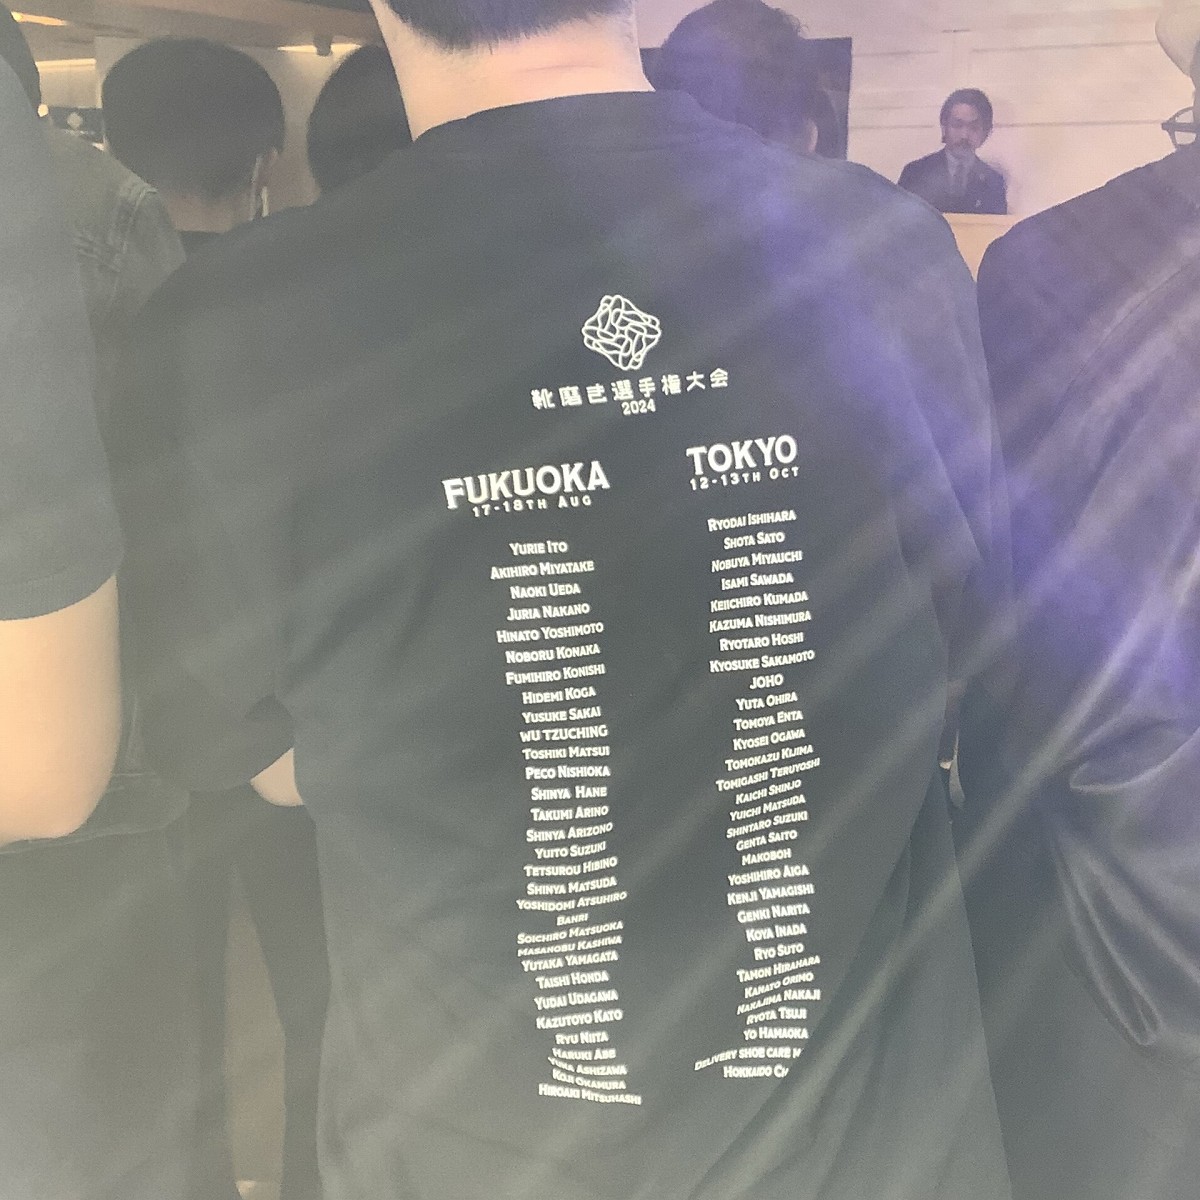 靴磨き選手権大会
2024
FUKUOKA
17-18TH AUG
YURIE ITO
AKIHIRO MIYATAKE
NAOKI UEDA
JURIA NAKANO
HINATO YOSHIMOTO
NOBORU KONAKA
FUMIHIRO KONISHI
HIDEMI KOGA
YUSUKE SAKAI
WU TZUCHING
TOSHIKI MATSUI
PECO NISHIOKA
SHINYA HANE
TAKUMI ARINO
SHINYA ARIZONO
YUITO SUZUKI
TETSUROU HIBINO
SHINYA MATSUDA
YOSHIDOMI ATSUHIRO
BANRI
SOICHIRO MATSUOKA
MASANOBU KASHIWA
YUTAKA YAMAGATA
TAISHI HONDA
YUDAI UDAGAWA
KAZUTOYO KATO
RYU NIITA
HARUKI ABE
YUMA ASHIZAWA
KOJI OKAMURA
HIROAKI MITSUHASHI
TOKYO
12-13TH OCT
RYODAI ISHIHARA
SHOTA SATO
NOBUYA MIYAUCHI
ISAMI SAWADA
KEIICHIRO KUMADA
KAZUMA NISHIMURA
RYOTARO HOSHI
KYOSUKE SAKAMOTO
JOHO
YUTA OHIRA
TOMOYA ENTA
KYOSEI OGAWA
TOMOKAZU KIJIMA
TOMIGASHI TERUYOSHI
KAICHI SHINJO
YUICHI MATSUDA
SHINTARO SUZUKI
GENTA SAITO
MAKOBOH
YOSHIHIRO AIGA
KENJI YAMAGISHI
GENKI NARITA
KOYA INADA
RYO SUTO
TAMON HIRAHARA
KANATO ORIMO
NAKAJIMA NAKAJI
RYOTA TSUJI
YO HAMAOKA
DELIVERY SHOE CARE
HOKKAIDO